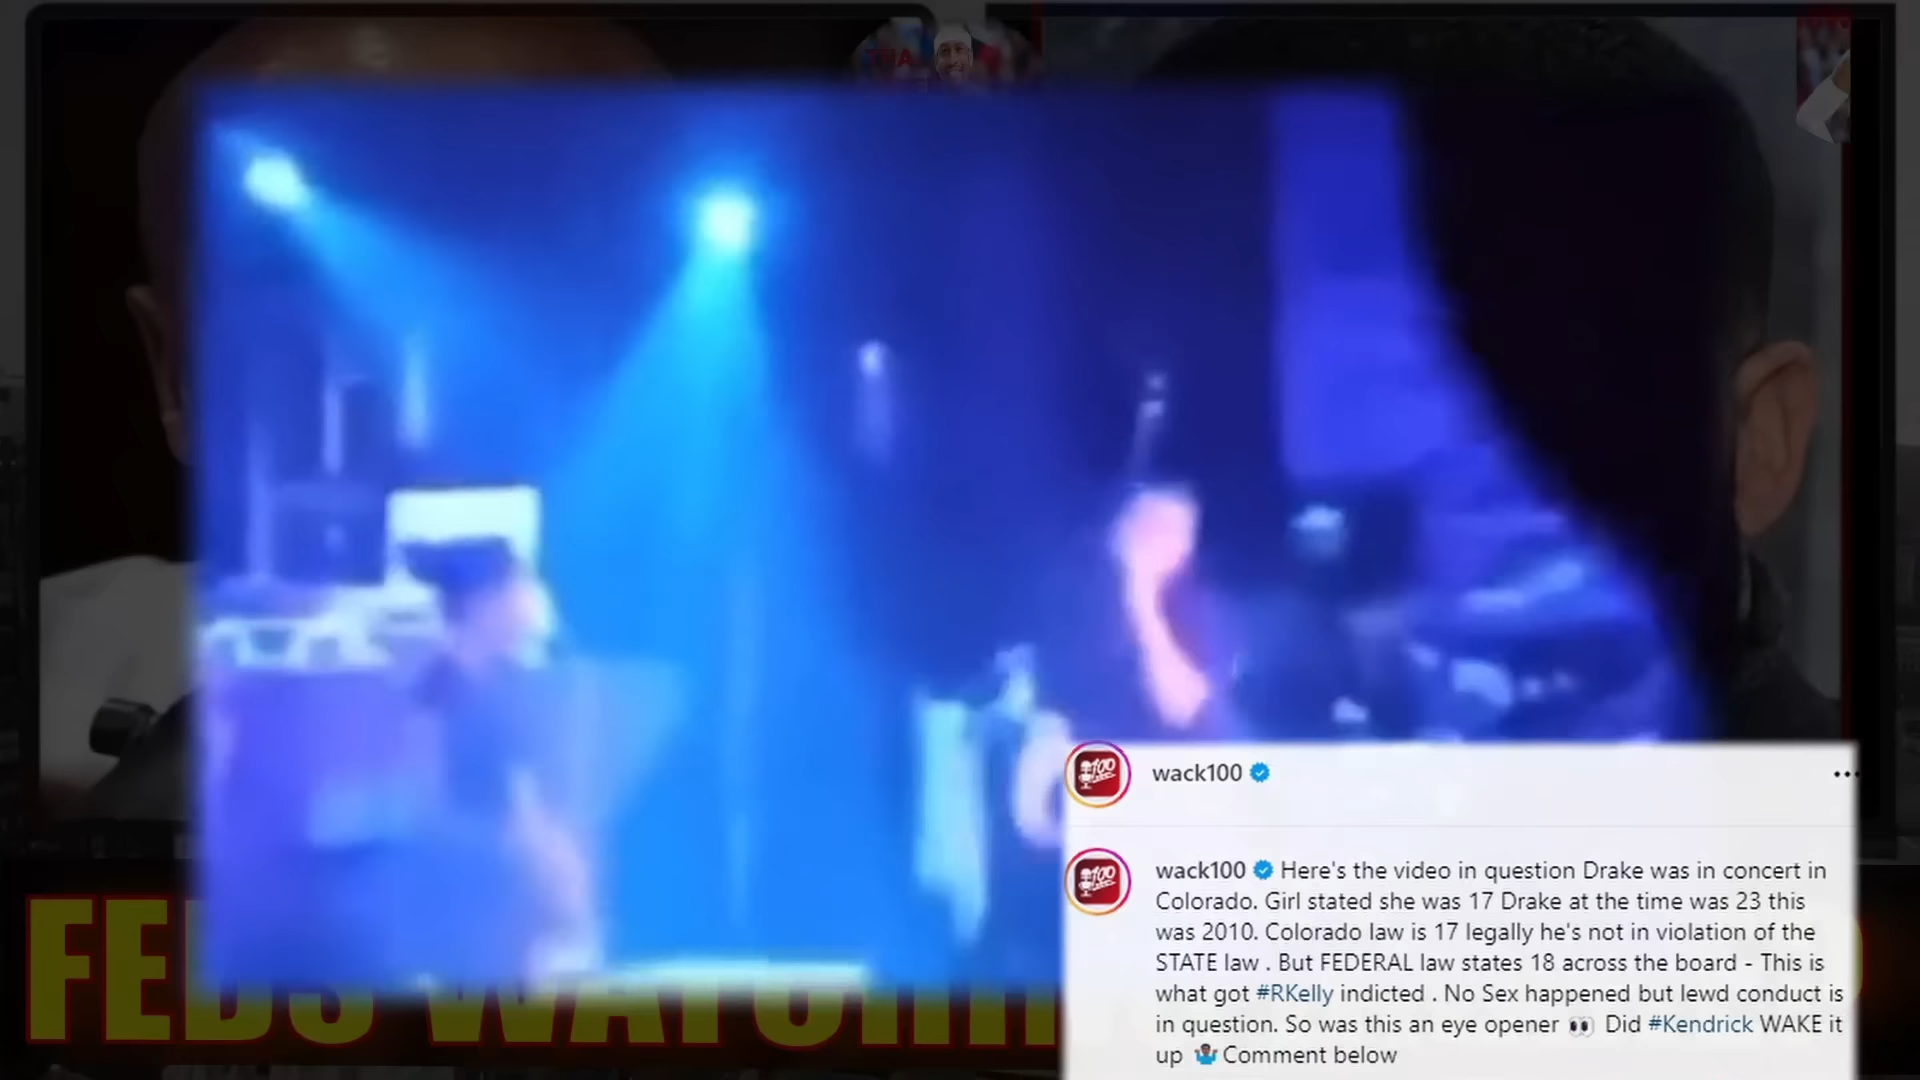 wack100
wack100 Here's the video in question Drake was in concert in
Colorado. Girl stated she was 17 Drake at the time was 23 this
was 2010. Colorado law is 17 legally he's not in violation of the
STATE law . But FEDERAL law states 18 across the board - This is
what got #RKelly indicted . No Sex happened but lewd conduct is
in question. So was this an eye opener 👀 Did #Kendrick WAKE it
up 🤷🏾‍♂️ Comment below